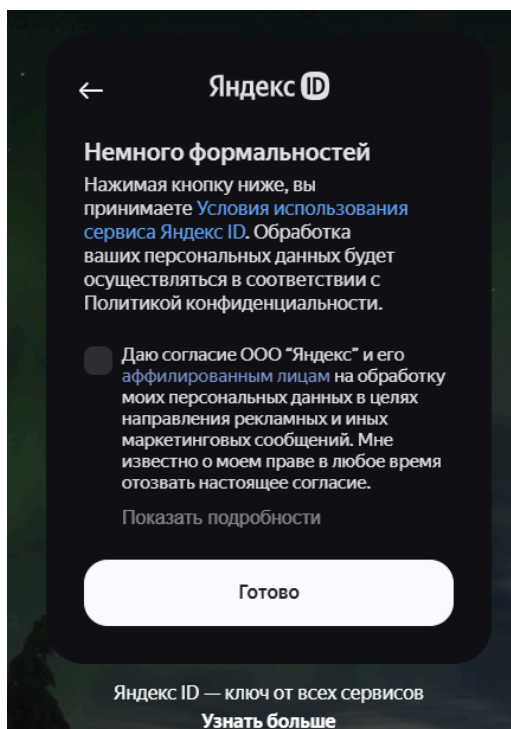 Яндекс ID
Немного формальностей
Нажимая кнопку ниже, вы
принимаете Условия использования
сервиса Яндекс ID. Обработка
ваших персональных данных будет
осуществляться в соответствии с
Политикой конфиденциальности.
Даю согласие ООО “Яндекс” и его
аффилированным лицам на обработку
моих персональных данных в целях
направления рекламных и иных
маркетинговых сообщений. Мне
известно о моем праве в любое время
отозвать настоящее согласие.
Показать подробности
Готово
Яндекс ID — ключ от всех сервисов
Узнать больше